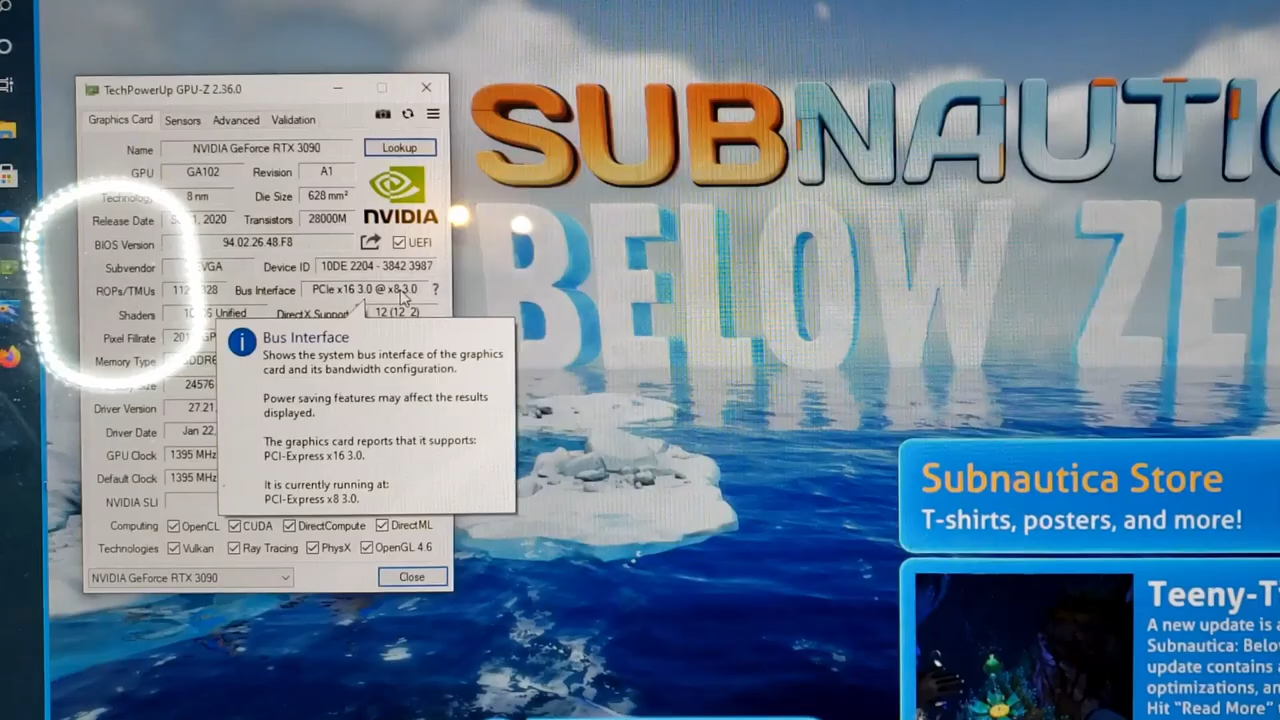 TechPowerUp GPU-Z 2.36.0
Graphics Card Sensors Advanced Validation
Name NVIDIA GeForce RTX 3090 Lookup
GPU GA102 Revision A1
Technology 8 nm Die Size 628 mm²
NVIDIA
Release Date 1, 2020 Transistors 28000M
BIOS Version 94.02.26.48.F8 UEFI
Subvendor EVGA Device ID 10DE 2204 - 3842 3987
ROPs/TMUs Bus Interface PCIe x16 3.0 @ x8 3.0 ?
Shaders Unified DirectX Support 12
Pixel Fillrate
Memory Type
24576
Driver Version 27.21
Driver Date Jan 22,
GPU Clock 1395 MHz
Default Clock 1395 MHz
NVIDIA SLI
Bus Interface
Shows the system bus interface of the graphics
card and its bandwidth configuration.
Power saving features may affect the results
displayed.
The graphics card reports that it supports:
PCI-Express x16 3.0.
It is currently running at:
PCI-Express x8 3.0.
Computing OpenCL CUDA DirectCompute DirectML
Technologies Vulkan Ray Tracing PhysX OpenGL 4.6
NVIDIA GeForce RTX 3090 Close
SUBNAUTIC
BELOW ZE
Subnautica Store
T-shirts, posters, and more!
Teeny-T
A new update is a
Subnautica: Belo
update contains a
optimizations, an
Hit "Read More"